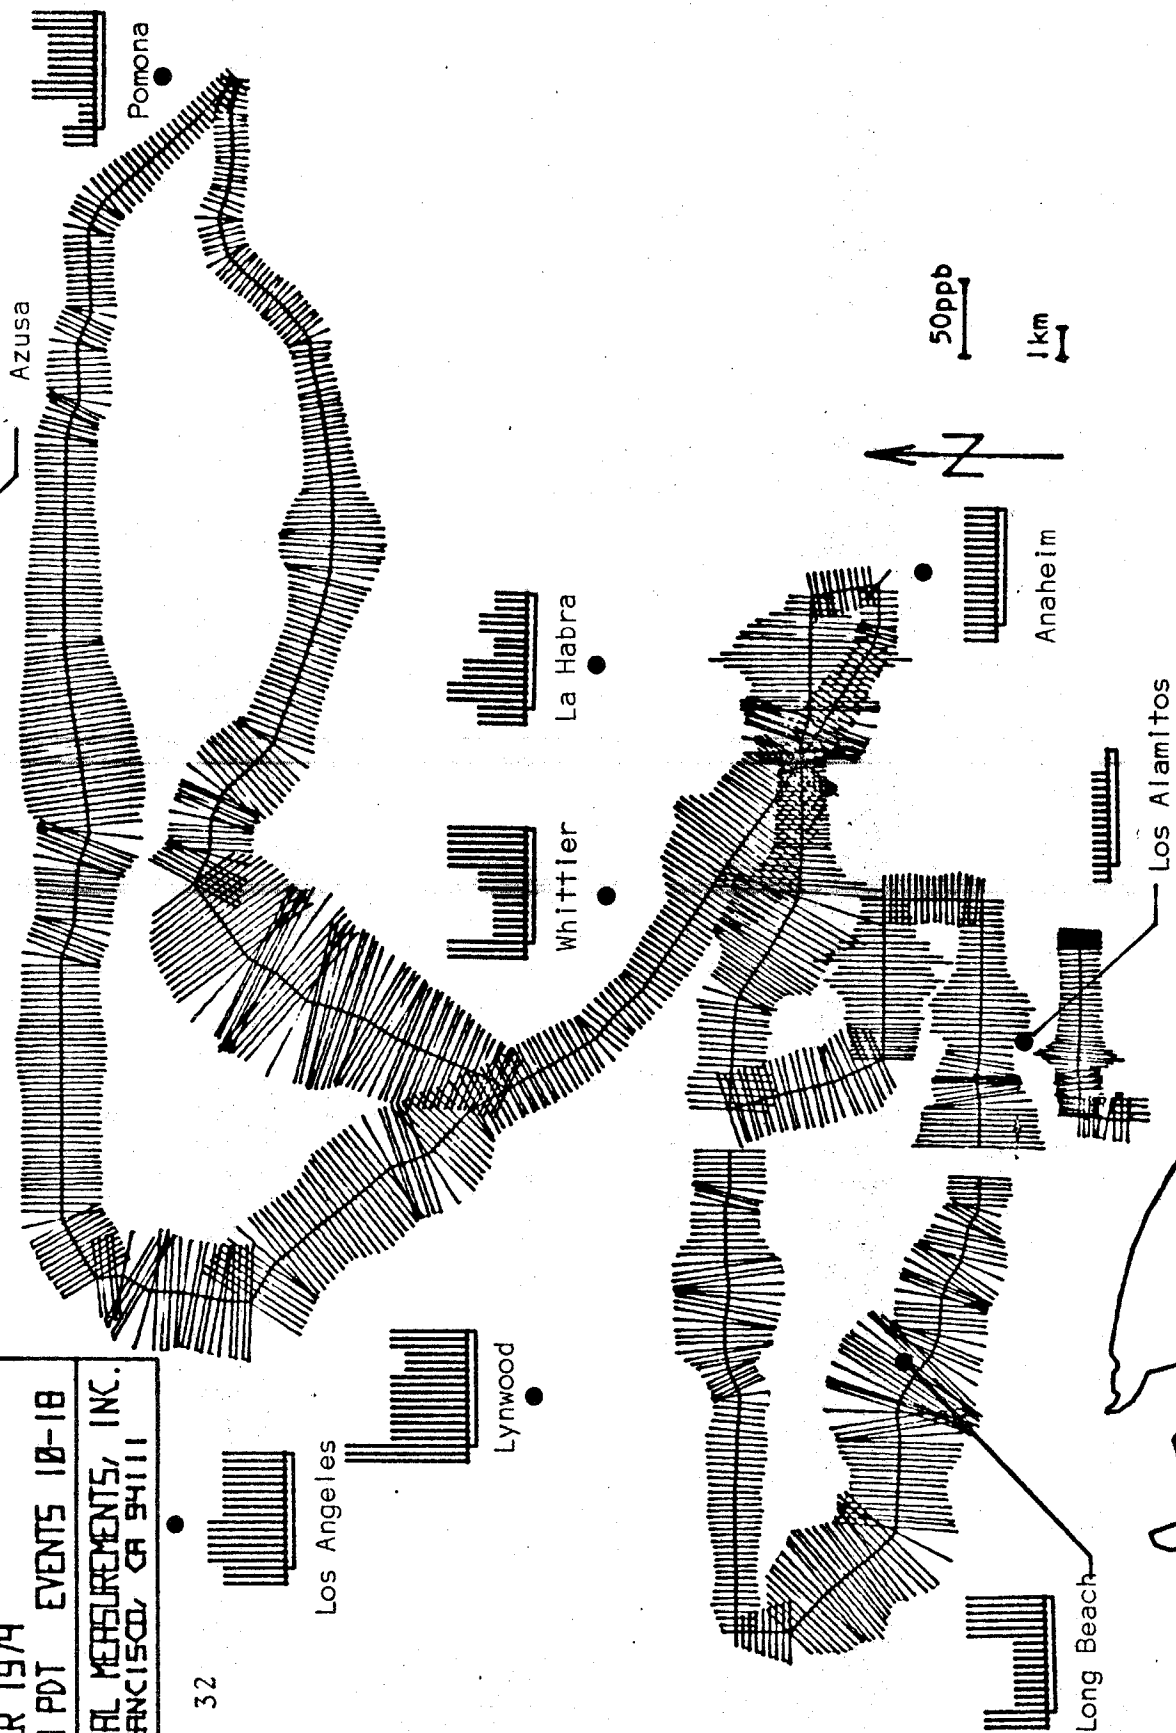 R 1974
PDT EVENTS 10-18
AL MEASUREMENTS, INC.
ANCISCO, CA 94111
32
Pomona
Azusa
Los Angeles
Lynwood
Whittier
La Habra
50ppb
1km
N
Anaheim
Los Alamitos
Long Beach